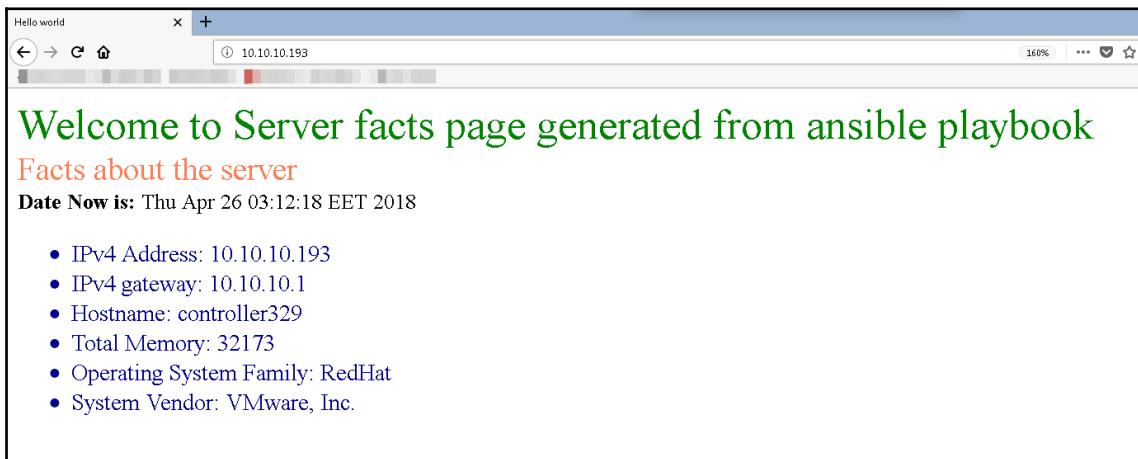 Hello world
10.10.10.193
160%
Welcome to Server facts page generated from ansible playbook
Facts about the server
Date Now is: Thu Apr 26 03:12:18 EET 2018
IPv4 Address: 10.10.10.193
IPv4 gateway: 10.10.10.1
Hostname: controller329
Total Memory: 32173
Operating System Family: RedHat
System Vendor: VMware, Inc.